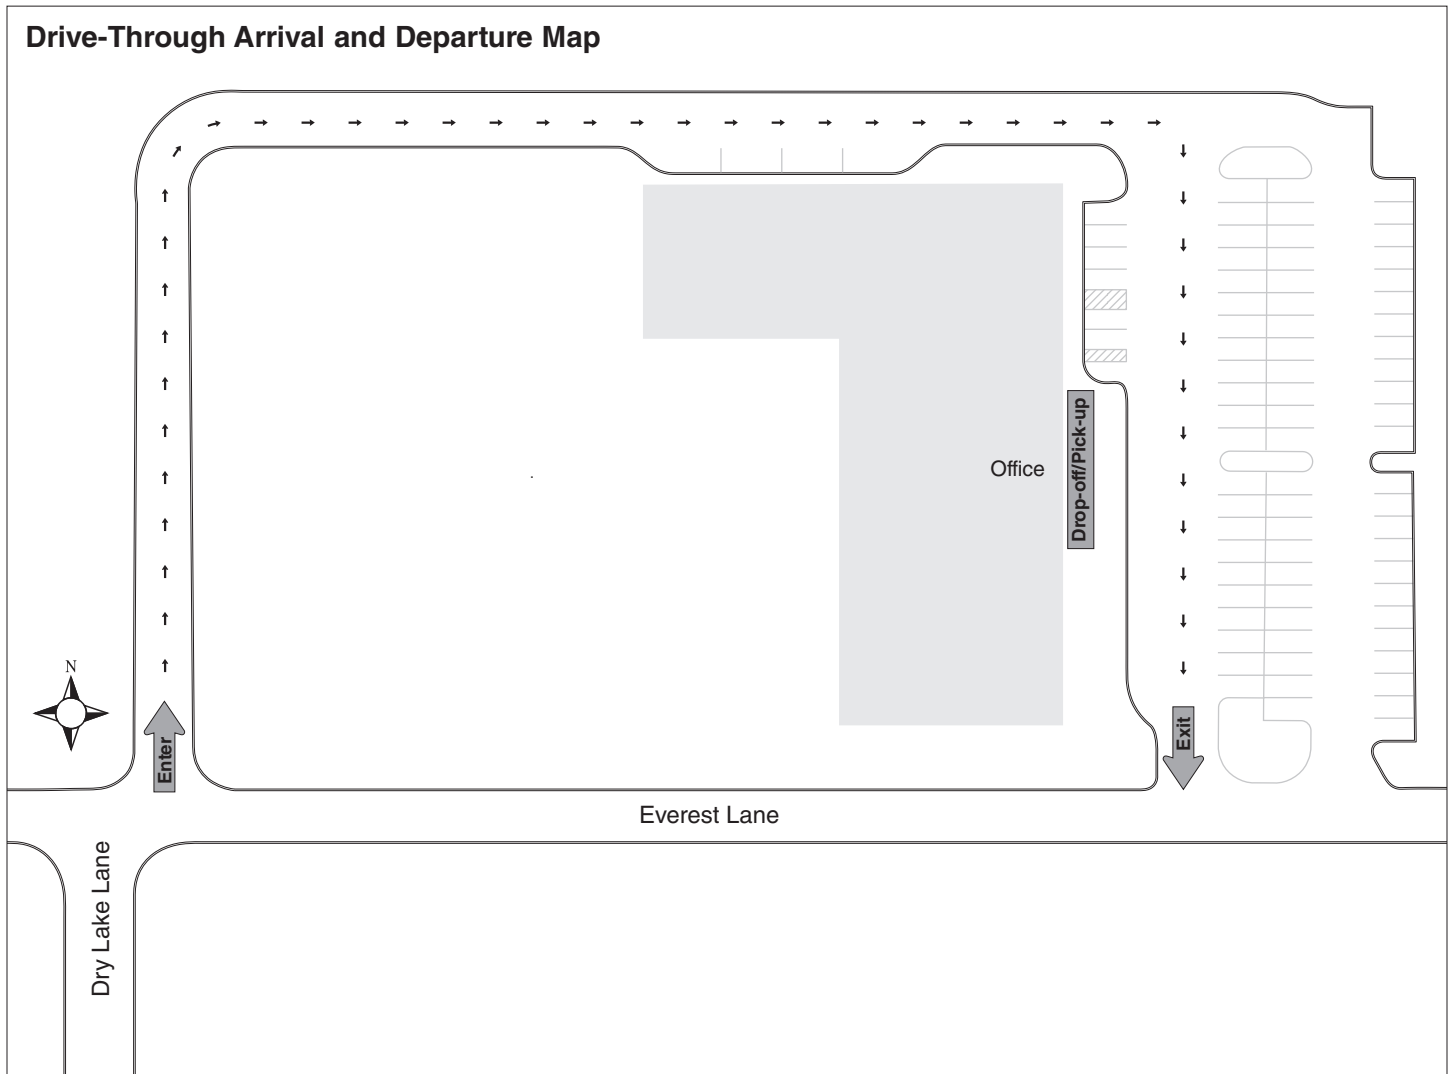 Drive-Through Arrival and Departure Map
Office
Drop-off/Pick-up
N
Enter
Exit
Everest Lane
Dry Lake Lane